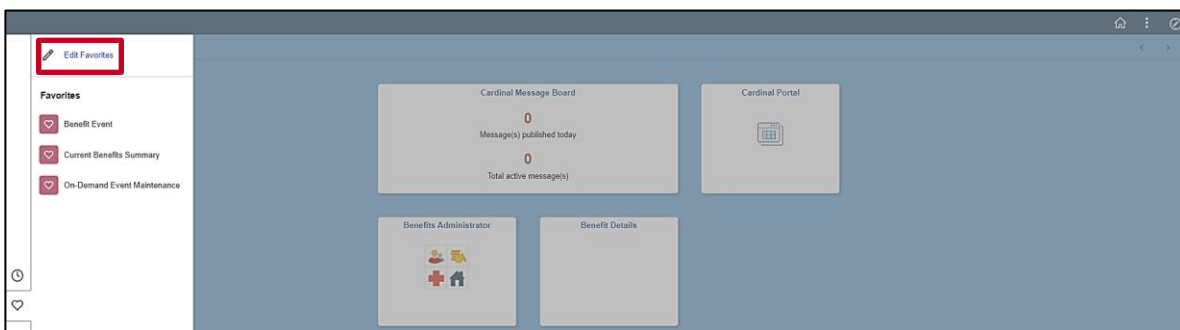 Edit Favorites
Favorites
Benefit Event
Current Benefits Summary
On-Demand Event Maintenance
Cardinal Message Board
0
Message(s) published today
0
Total active message(s)
Cardinal Portal
Benefits Administrator
Benefit Details